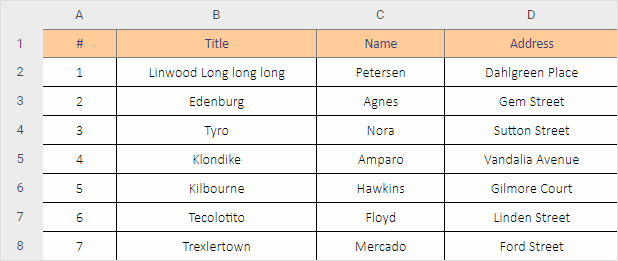 A B C D
1 # Title Name Address
2 1 Linwood Long long long Petersen Dahlgreen Place
3 2 Edenburg Agnes Gem Street
4 3 Tyro Nora Sutton Street
5 4 Klondike Amparo Vandalia Avenue
6 5 Kilbourne Hawkins Gilmore Court
7 6 Tecolotito Floyd Linden Street
8 7 Trexlertown Mercado Ford Street